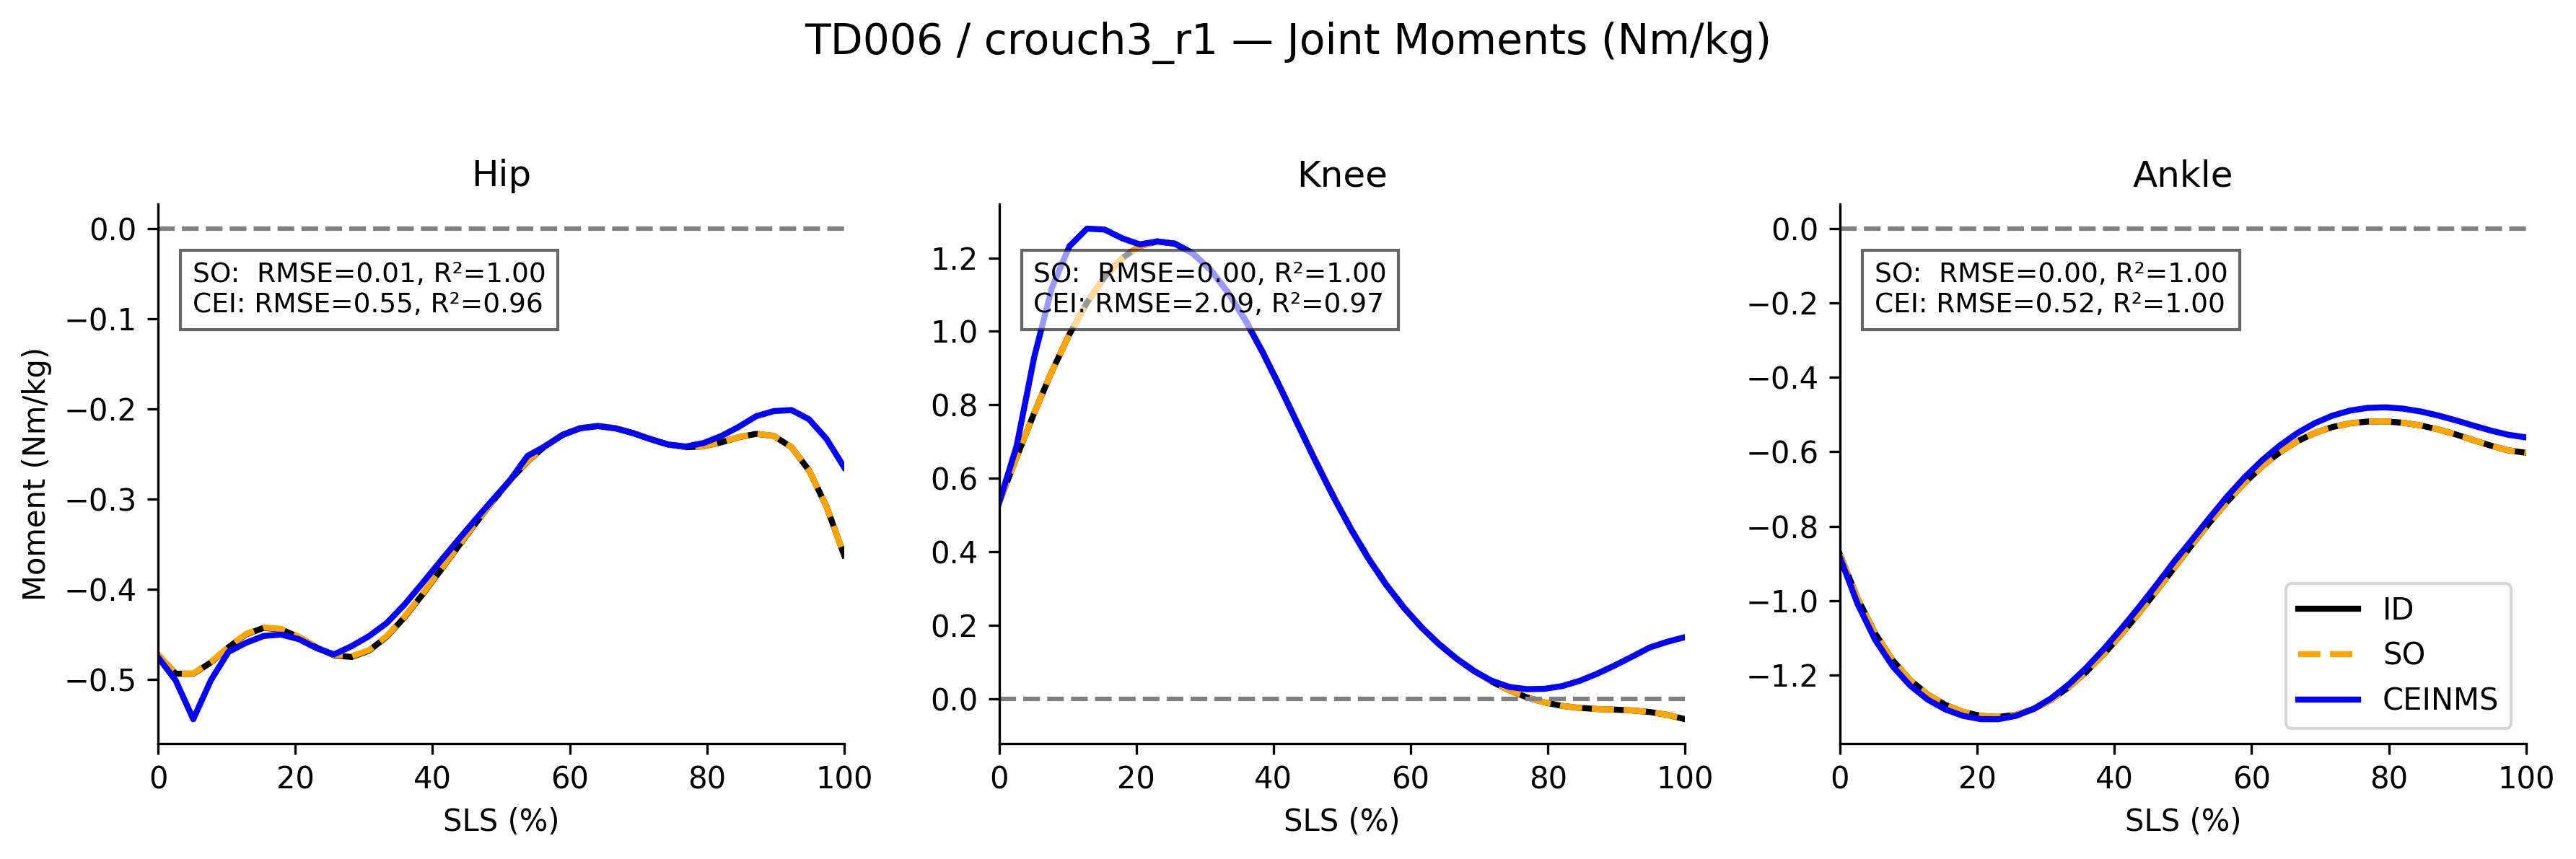 TD006 / crouch3_r1 — Joint Moments (Nm/kg)
Hip
Moment (Nm/kg)
0.0
−0.1
−0.2
−0.3
−0.4
−0.5
SO:  RMSE=0.01, R²=1.00
CEI: RMSE=0.55, R²=0.96
0 20 40 60 80 100
SLS (%)
Knee
1.2
1.0
0.8
0.6
0.4
0.2
0.0
SO:  RMSE=0.00, R²=1.00
CEI: RMSE=2.09, R²=0.97
0 20 40 60 80 100
SLS (%)
Ankle
0.0
−0.2
−0.4
−0.6
−0.8
−1.0
−1.2
SO:  RMSE=0.00, R²=1.00
CEI: RMSE=0.52, R²=1.00
ID
SO
CEINMS
0 20 40 60 80 100
SLS (%)